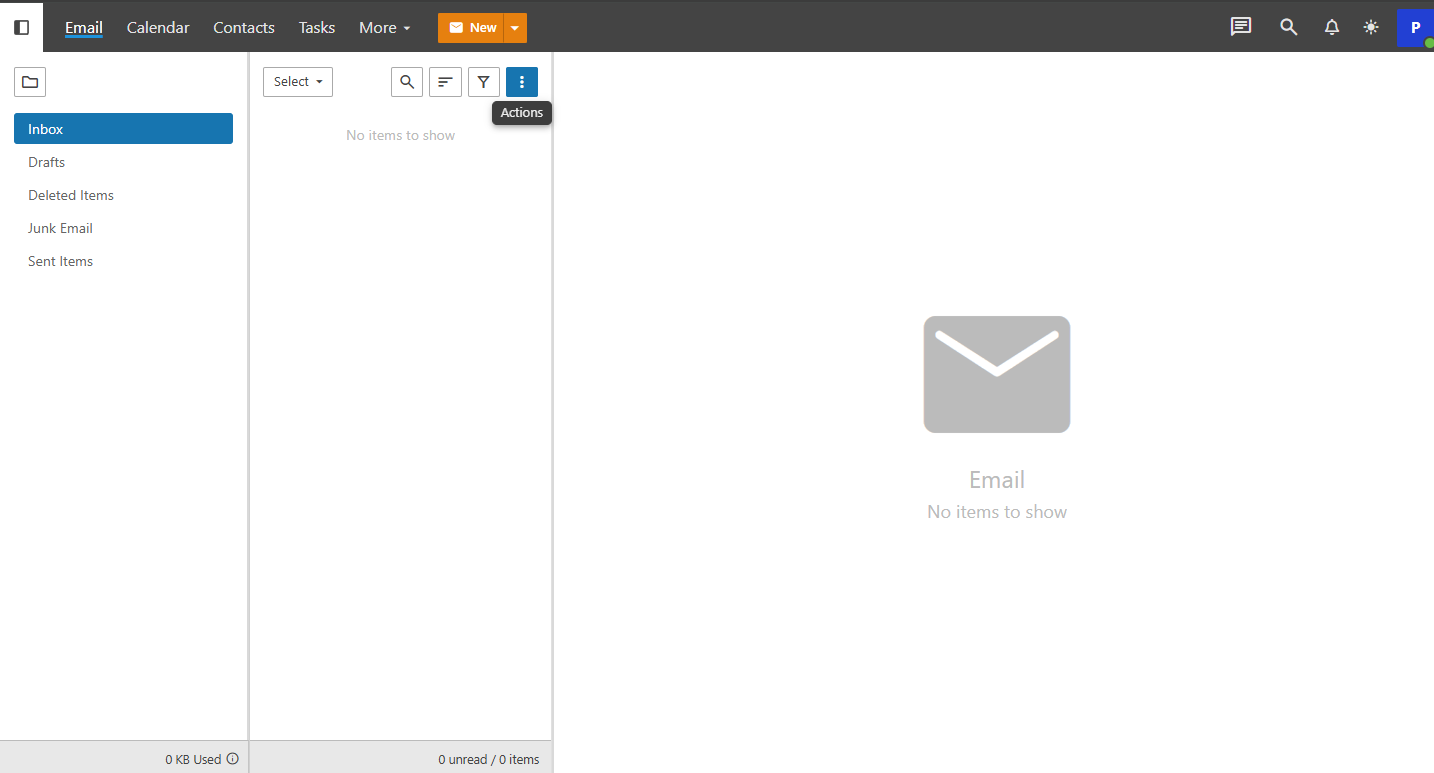 Email Calendar Contacts Tasks More New P
Select
Actions
No items to show
Inbox
Drafts
Deleted Items
Junk Email
Sent Items
Email
No items to show
0 KB Used
0 unread / 0 items